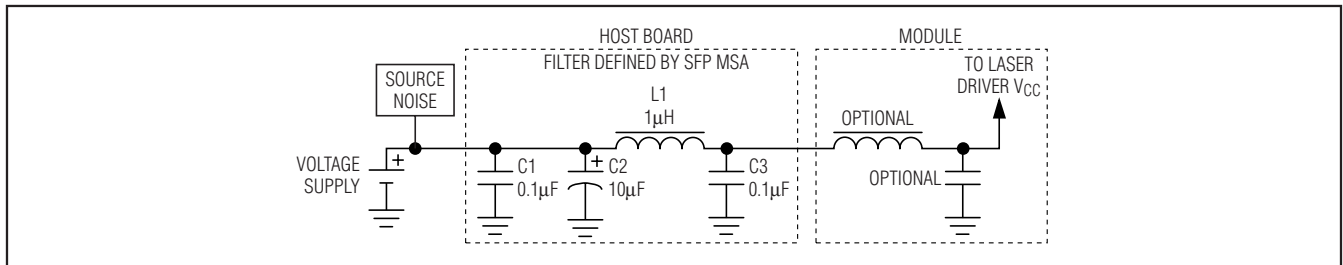 HOST BOARD
FILTER DEFINED BY SFP MSA
MODULE
SOURCE
NOISE
L1
1μH
OPTIONAL
TO LASER
DRIVER VCC
VOLTAGE
SUPPLY
+
C1
0.1μF
+
C2
10μF
C3
0.1μF
OPTIONAL